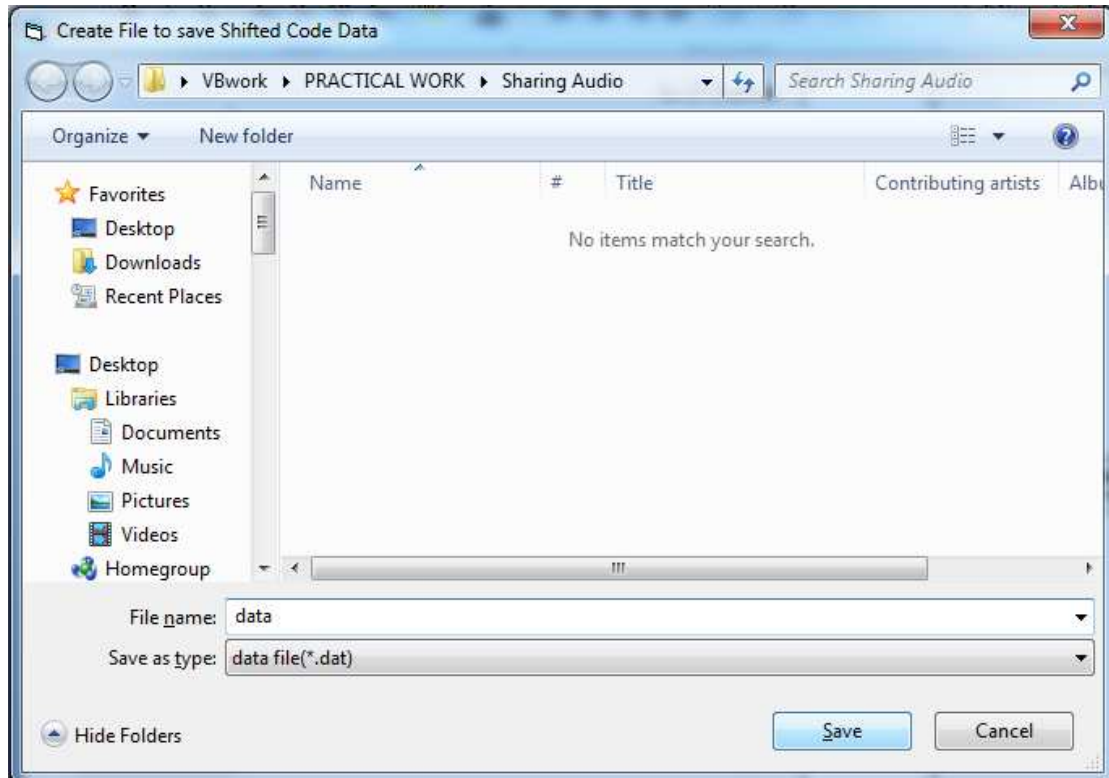 Create File to save Shifted Code Data
VBwork PRACTICAL WORK Sharing Audio
Search Sharing Audio
Organize New folder
Name # Title Contributing artists Albu
No items match your search.
Favorites
Desktop
Downloads
Recent Places
Desktop
Libraries
Documents
Music
Pictures
Videos
Homegroup
File name: data
Save as type: data file(*.dat)
Hide Folders
Save Cancel